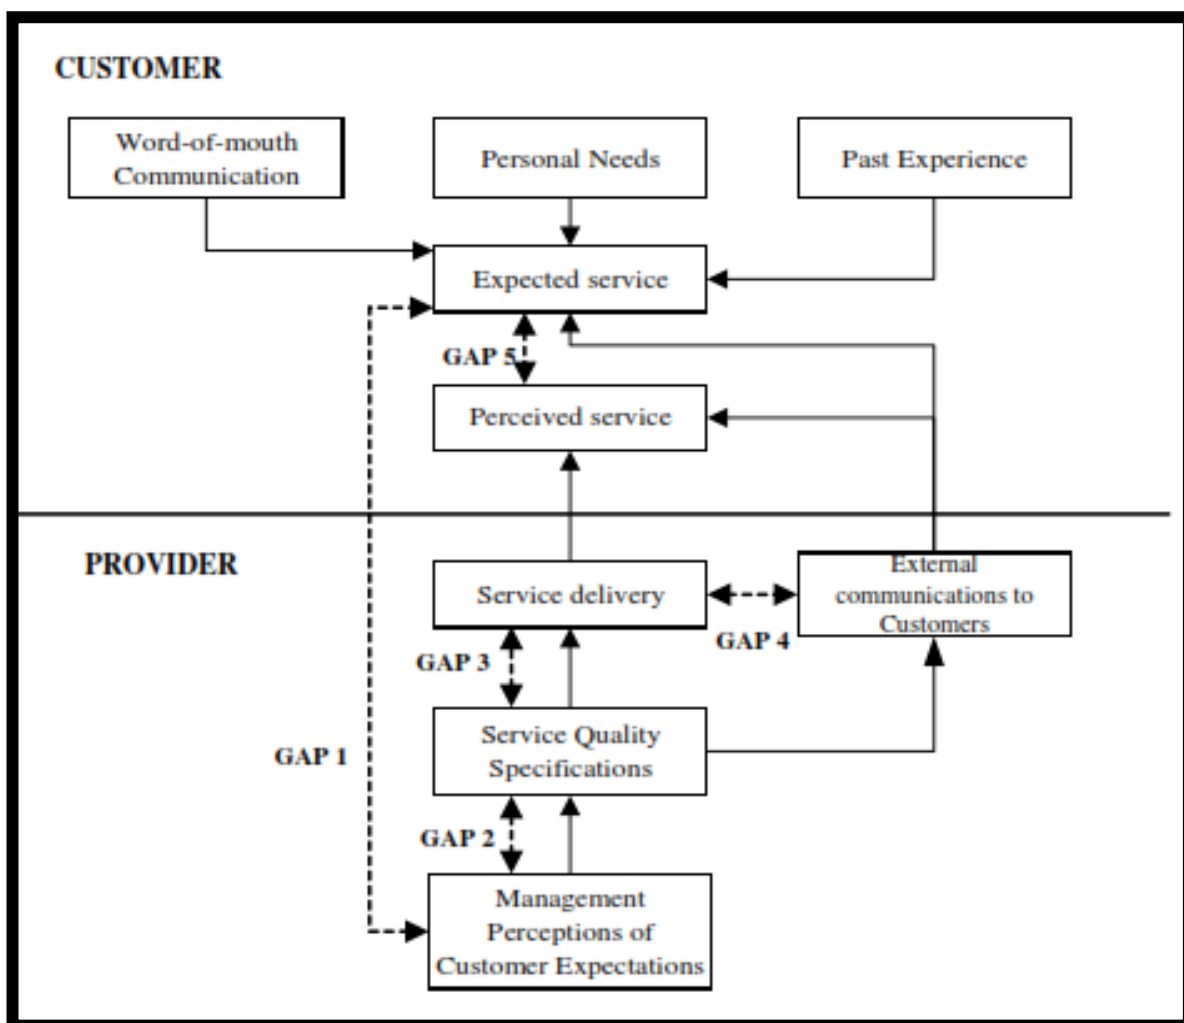 CUSTOMER
Word-of-mouth
Communication
Personal Needs
Past Experience
Expected service
GAP 5
Perceived service
PROVIDER
Service delivery
External
communications to
Customers
GAP 4
GAP 3
Service Quality
Specifications
GAP 1
GAP 2
Management
Perceptions of
Customer Expectations